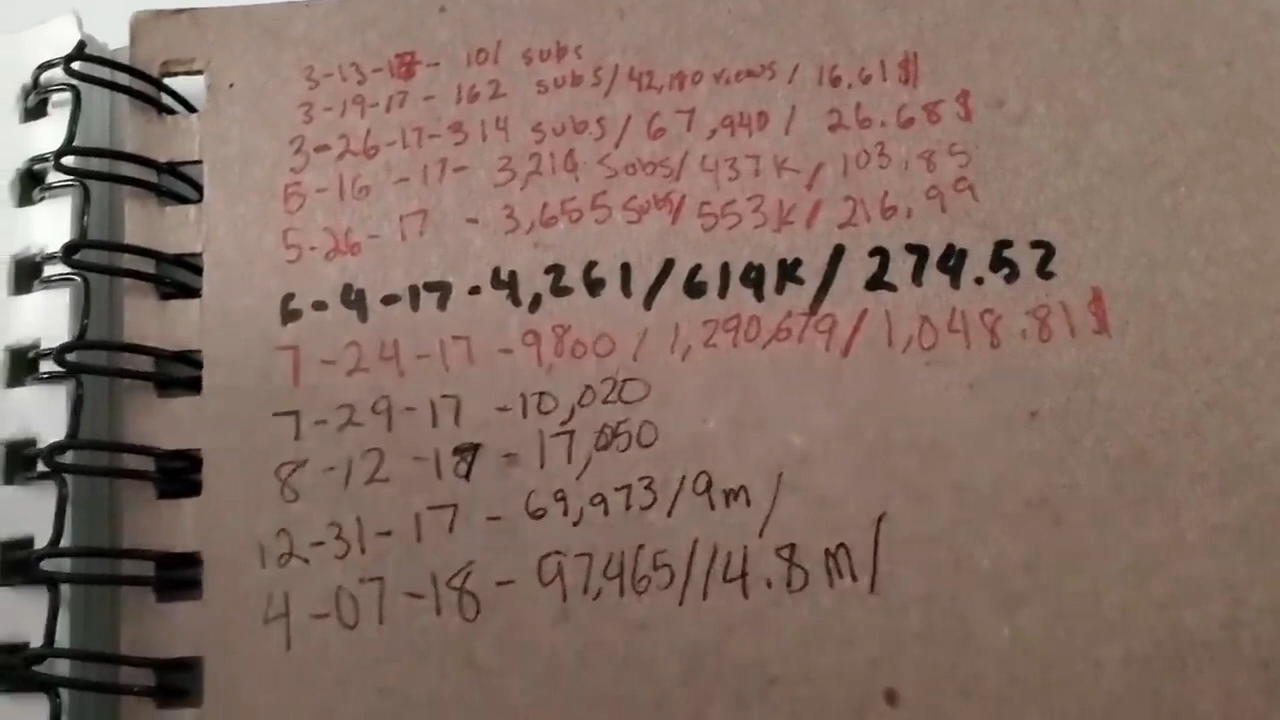 3-13-17- 101 subs
3-19-17- 162 subs/42,180 views / 16.61$
3-26-17-314 subs/67,940/ 26.68$
5-16-17- 3,214 Subs/437K/103.85
5-26-17 - 3,655 Subs/553K/216.99
6-4-17-4,261/619K/274.52
7-24-17-9,800/1,290,679/1,048.81$
7-29-17-10,020
8-12-17-17,050
12-31-17-69,973/9m/
4-07-18-97,465/14.8m/